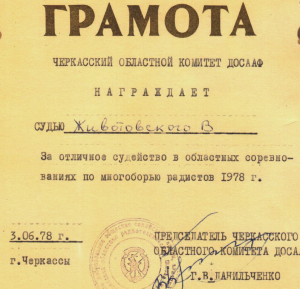 ГРАМОТА
ЧЕРКАССКИЙ ОБЛАСТНОЙ КОМИТЕТ ДОСААФ
НАГРАЖДАЕТ
СУДЬЮ Животовского В
За отличное судейство в областных соревно-
ваниях по многоборью радистов 1978 г.
3.06.78 г.
г.Черкассы
ПРЕДСЕДАТЕЛЬ ЧЕРКАССКОГО
ОБЛАСТНОГО КОМИТЕТА ДОСА
Г.В.ДАНИЛЬЧЕНКО